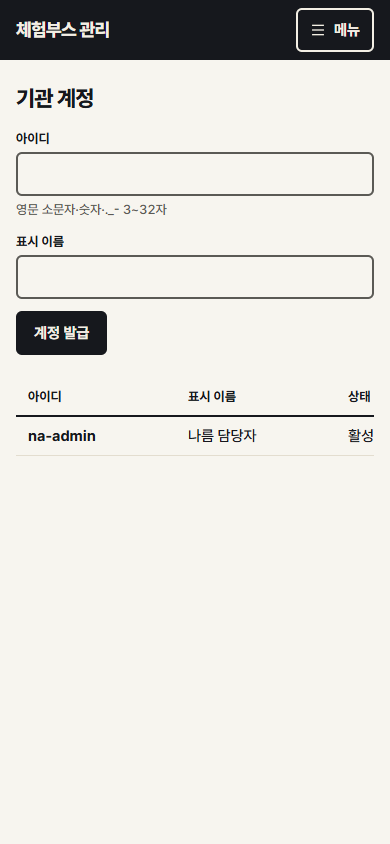 체험부스 관리
☰ 메뉴
기관 계정
아이디
영문 소문자·숫자·._- 3~32자
표시 이름
계정 발급
아이디 표시 이름 상태
na-admin 나름 담당자 활성